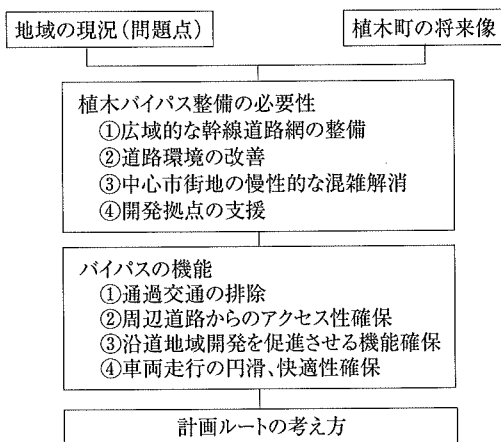 地域の現況（問題点）
植木町の将来像
植木バイパス整備の必要性
①広域的な幹線道路網の整備
②道路環境の改善
③中心市街地の慢性的な混雑解消
④開発拠点の支援
バイパスの機能
①通過交通の排除
②周辺道路からのアクセス性確保
③沿道地域開発を促進させる機能確保
④車両走行の円滑、快適性確保
計画ルートの考え方